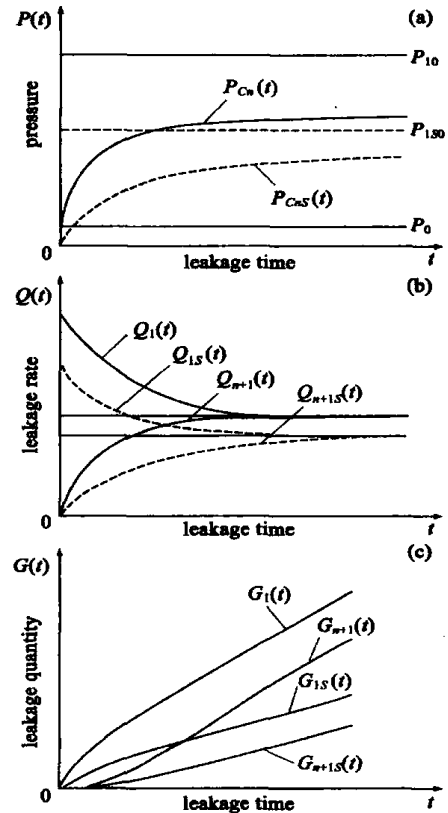 P(t)
(a)
P10
PCn(t)
P1S0
PCnS(t)
P0
pressure
0
leakage time
t
Q(t)
(b)
Q1(t)
Q1S(t)
Qn+1(t)
Qn+1S(t)
leakage rate
0
leakage time
t
G(t)
(c)
G1(t)
Gn+1(t)
G1S(t)
Gn+1S(t)
leakage quantity
0
leakage time
t